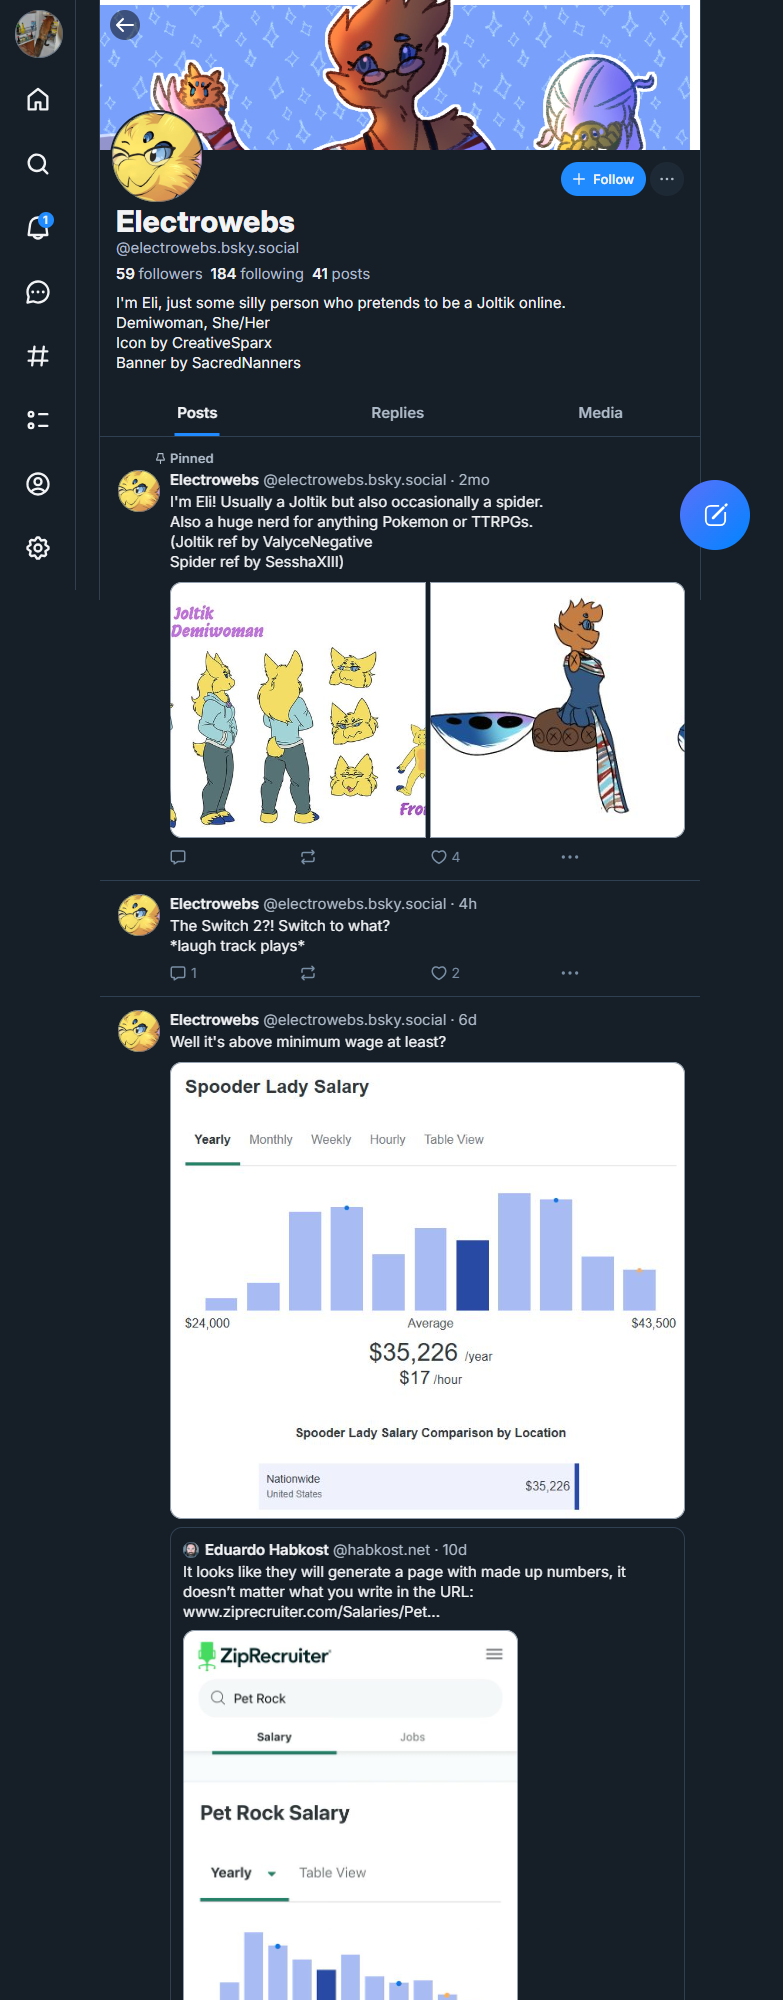 1
+ Follow
Electrowebs
@electrowebs.bsky.social
59 followers 184 following 41 posts
I'm Eli, just some silly person who pretends to be a Joltik online.
Demiwoman, She/Her
Icon by CreativeSparx
Banner by SacredNanners
Posts Replies Media
Pinned
Electrowebs @electrowebs.bsky.social · 2mo
I'm Eli! Usually a Joltik but also occasionally a spider.
Also a huge nerd for anything Pokemon or TTRPGs.
(Joltik ref by ValyceNegative
Spider ref by SesshaXIII)
Joltik
Demiwoman
Fro
4
Electrowebs @electrowebs.bsky.social · 4h
The Switch 2?! Switch to what?
*laugh track plays*
1 2
Electrowebs @electrowebs.bsky.social · 6d
Well it's above minimum wage at least?
Spooder Lady Salary
Yearly Monthly Weekly Hourly Table View
$24,000 Average $43,500
$35,226 /year
$17 /hour
Spooder Lady Salary Comparison by Location
Nationwide
United States
$35,226
Eduardo Habkost @habkost.net · 10d
It looks like they will generate a page with made up numbers, it
doesn’t matter what you write in the URL:
www.ziprecruiter.com/Salaries/Pet...
ZipRecruiter
Pet Rock
Salary Jobs
Pet Rock Salary
Yearly Table View